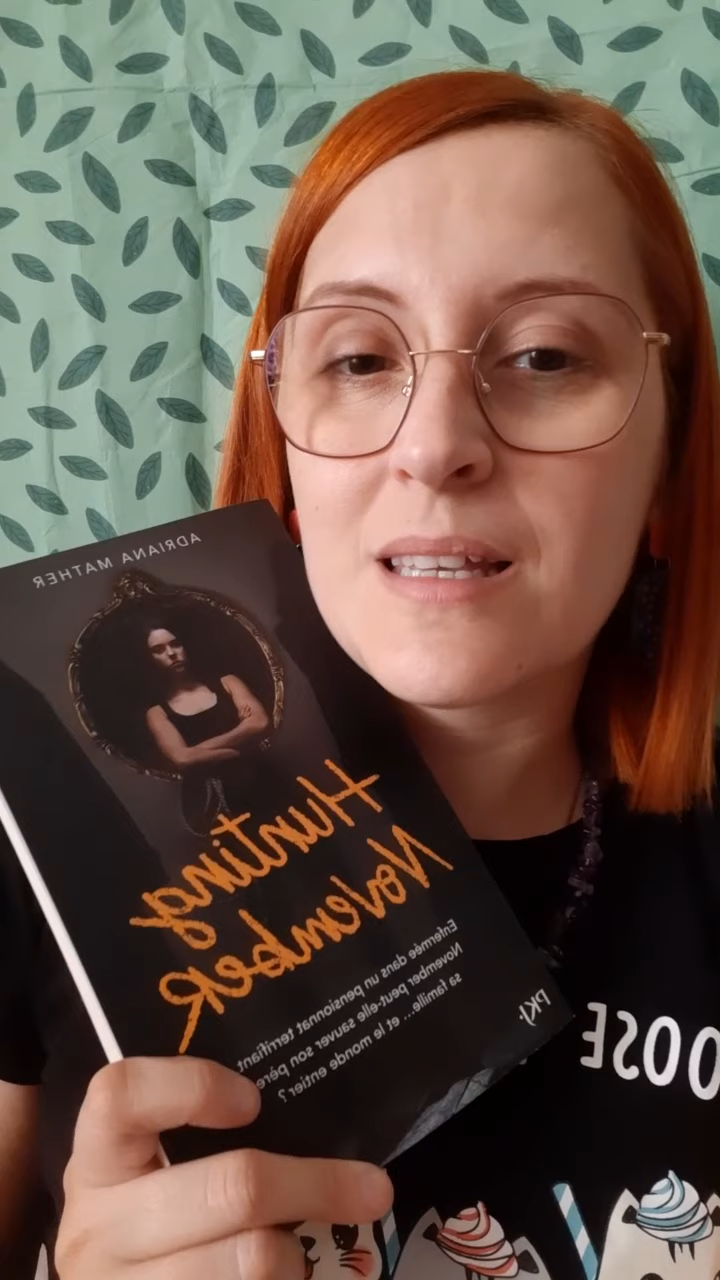 ADRIANA MATHER
Hunting
November
Enfermée dans un pensionnat terrifiant,
November peut-elle sauver son père,
sa famille... et le monde entier ?
PKJ.
OOSE